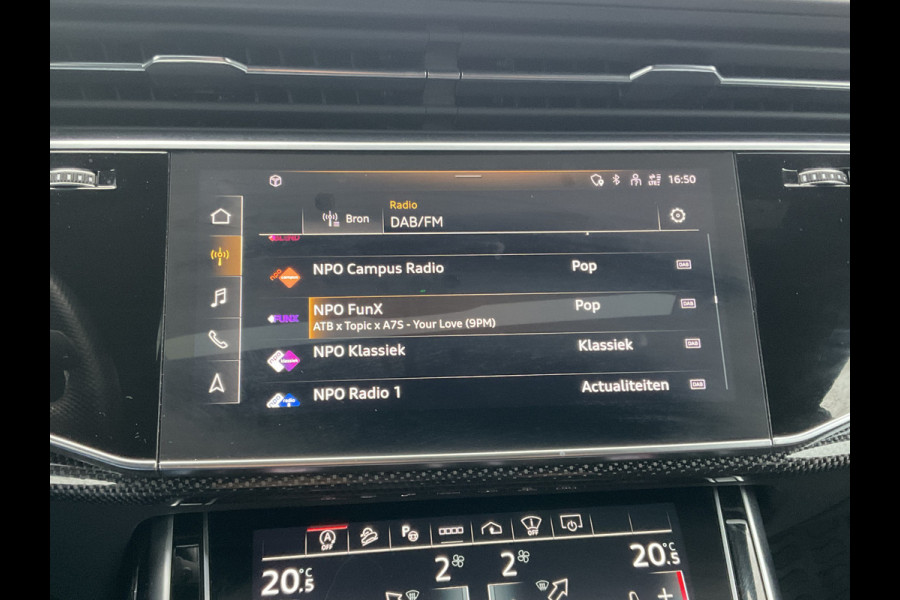 LTE
16:50
Radio
Bron
DAB/FM
NPO Campus Radio
Pop
DAB
FUNX
NPO FunX
Pop
DAB
ATB x Topic x A7S - Your Love (9PM)
NPO Klassiek
Klassiek
DAB
NPO Radio 1
Actualiteiten
DAB
A
OFF
P
OFF
20.5°C
2
2
20.5°C